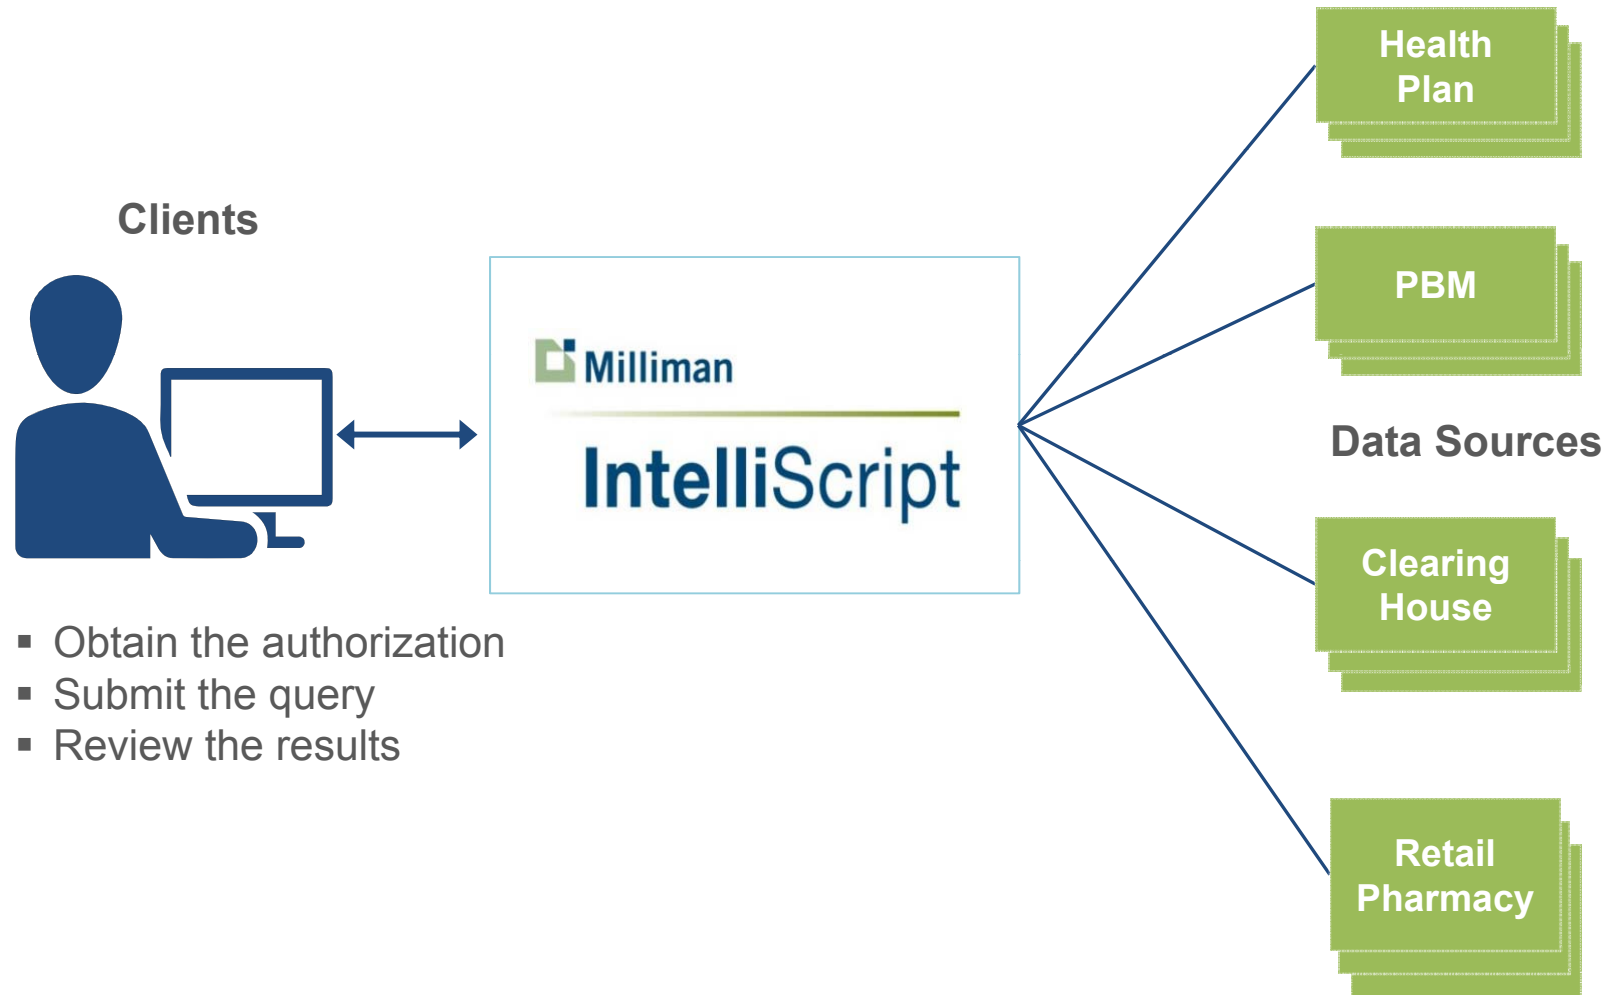 Clients
Milliman
IntelliScript
▪ Obtain the authorization
▪ Submit the query
▪ Review the results
Health
Plan
PBM
Data Sources
Clearing
House
Retail
Pharmacy